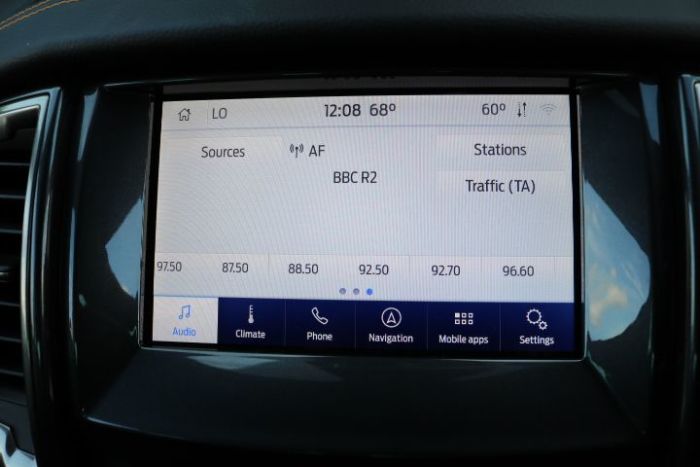 LO 12:08 68° 60°
Sources AF Stations
BBC R2
Traffic (TA)
97.50 87.50 88.50 92.50 92.70 96.60
Audio Climate Phone Navigation Mobile apps Settings